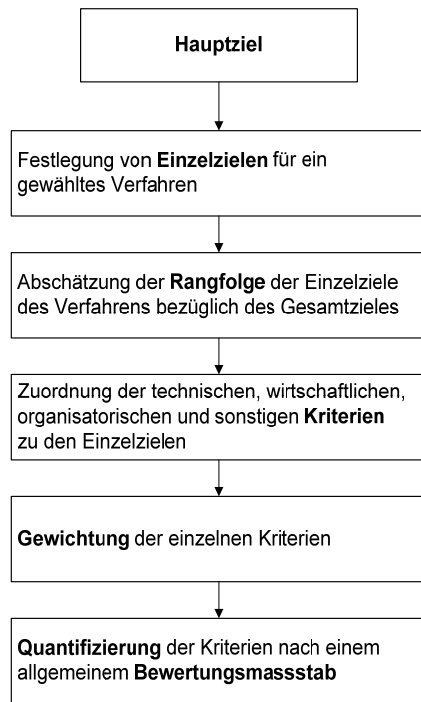 Hauptziel
Festlegung von Einzelzielen für ein
gewähltes Verfahren
Abschätzung der Rangfolge der Einzelziele
des Verfahrens bezüglich des Gesamtzieles
Zuordnung der technischen, wirtschaftlichen,
organisatorischen und sonstigen Kriterien
zu den Einzelzielen
Gewichtung der einzelnen Kriterien
Quantifizierung der Kriterien nach einem
allgemeinem Bewertungsmassstab